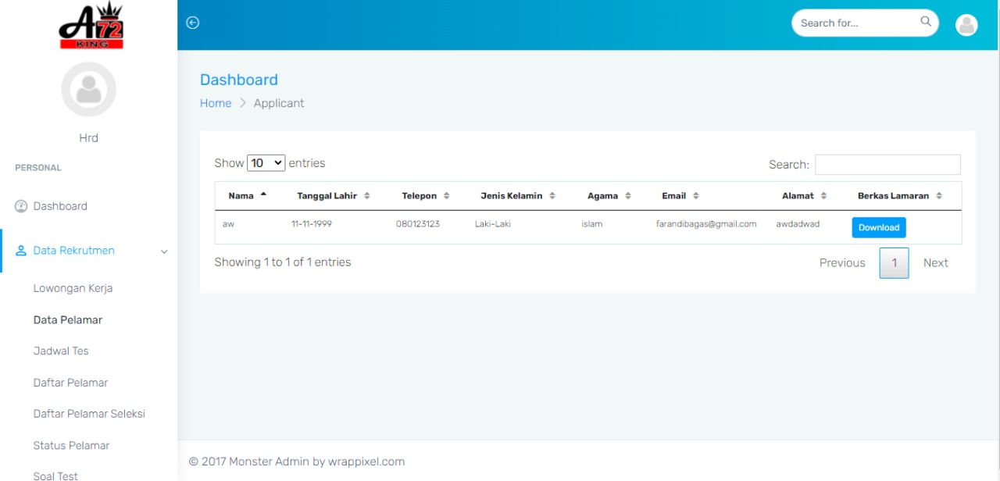 A72
KING
Search for...
Hrd
PERSONAL
Dashboard
Data Rekrutmen
Lowongan Kerja
Data Pelamar
Jadwal Tes
Daftar Pelamar
Daftar Pelamar Seleksi
Status Pelamar
Soal Test
Dashboard
Home > Applicant
Show 10 entries
Search:
Nama Tanggal Lahir Telepon Jenis Kelamin Agama Email Alamat Berkas Lamaran
aw 11-11-1999 080123123 Laki-Laki islam farandibagas@gmail.com awdadwad Download
Showing 1 to 1 of 1 entries
Previous 1 Next
© 2017 Monster Admin by wrappixel.com